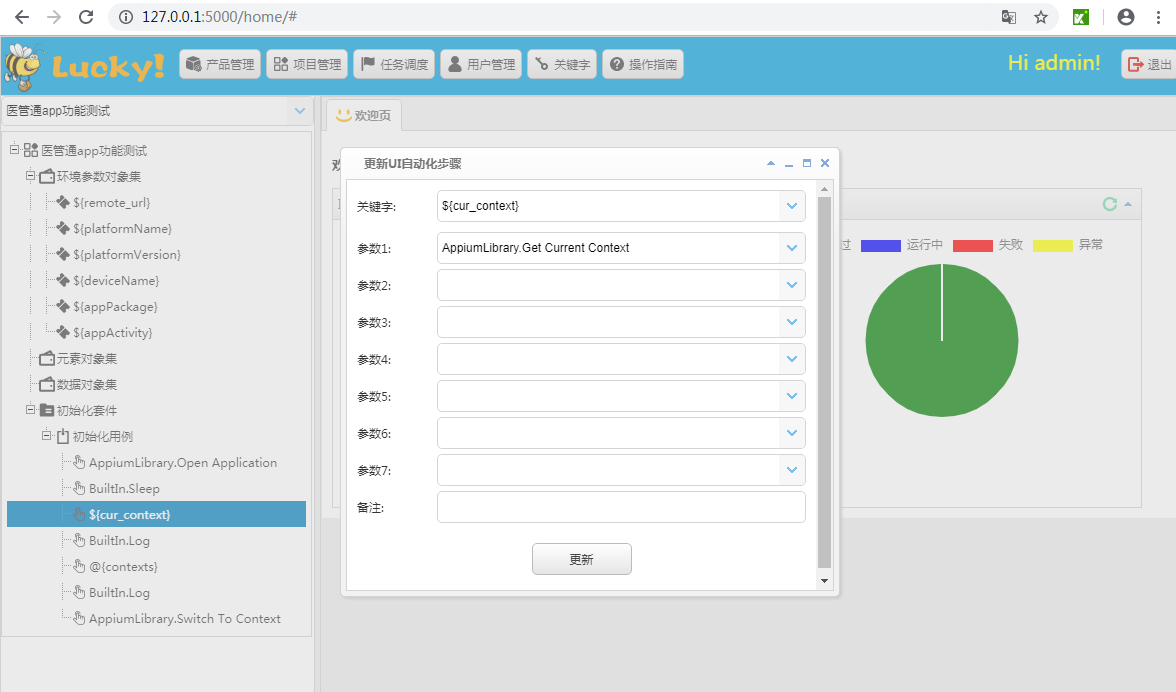 127.0.0.1:5000/home/#
Lucky!
产品管理
项目管理
任务调度
用户管理
关键字
操作指南
Hi admin!
退出
医管通app功能测试
欢迎页
医管通app功能测试
环境参数对象集
${remote_url}
${platformName}
${platformVersion}
${deviceName}
${appPackage}
${appActivity}
元素对象集
数据对象集
初始化套件
初始化用例
AppiumLibrary.Open Application
BuiltIn.Sleep
${cur_context}
BuiltIn.Log
@{contexts}
BuiltIn.Log
AppiumLibrary.Switch To Context
更新UI自动化步骤
关键字: ${cur_context}
参数1: AppiumLibrary.Get Current Context
参数2:
参数3:
参数4:
参数5:
参数6:
参数7:
备注:
更新
过 运行中 失败 异常